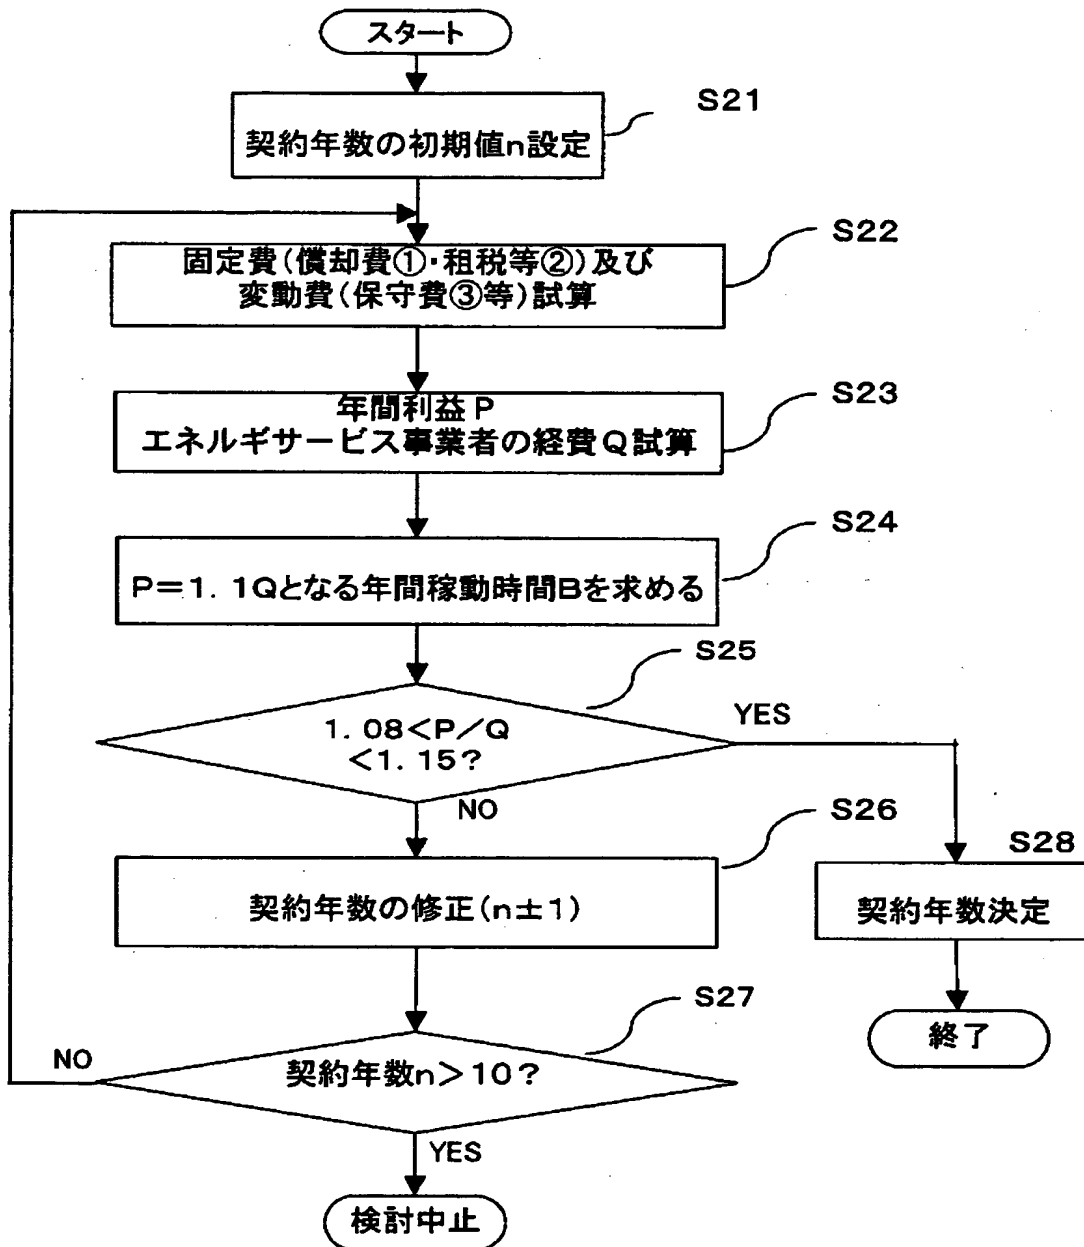 スタート
S21
契約年数の初期値n設定
S22
固定費(償却費①・租税等②)及び
変動費(保守費③等)試算
S23
年間利益P
エネルギサービス事業者の経費Q試算
S24
P=1.1Qとなる年間稼動時間Bを求める
S25
1.08<P/Q
<1.15?
YES
NO
S26
契約年数の修正(n±1)
S28
契約年数決定
S27
終了
契約年数n>10?
NO
YES
検討中止